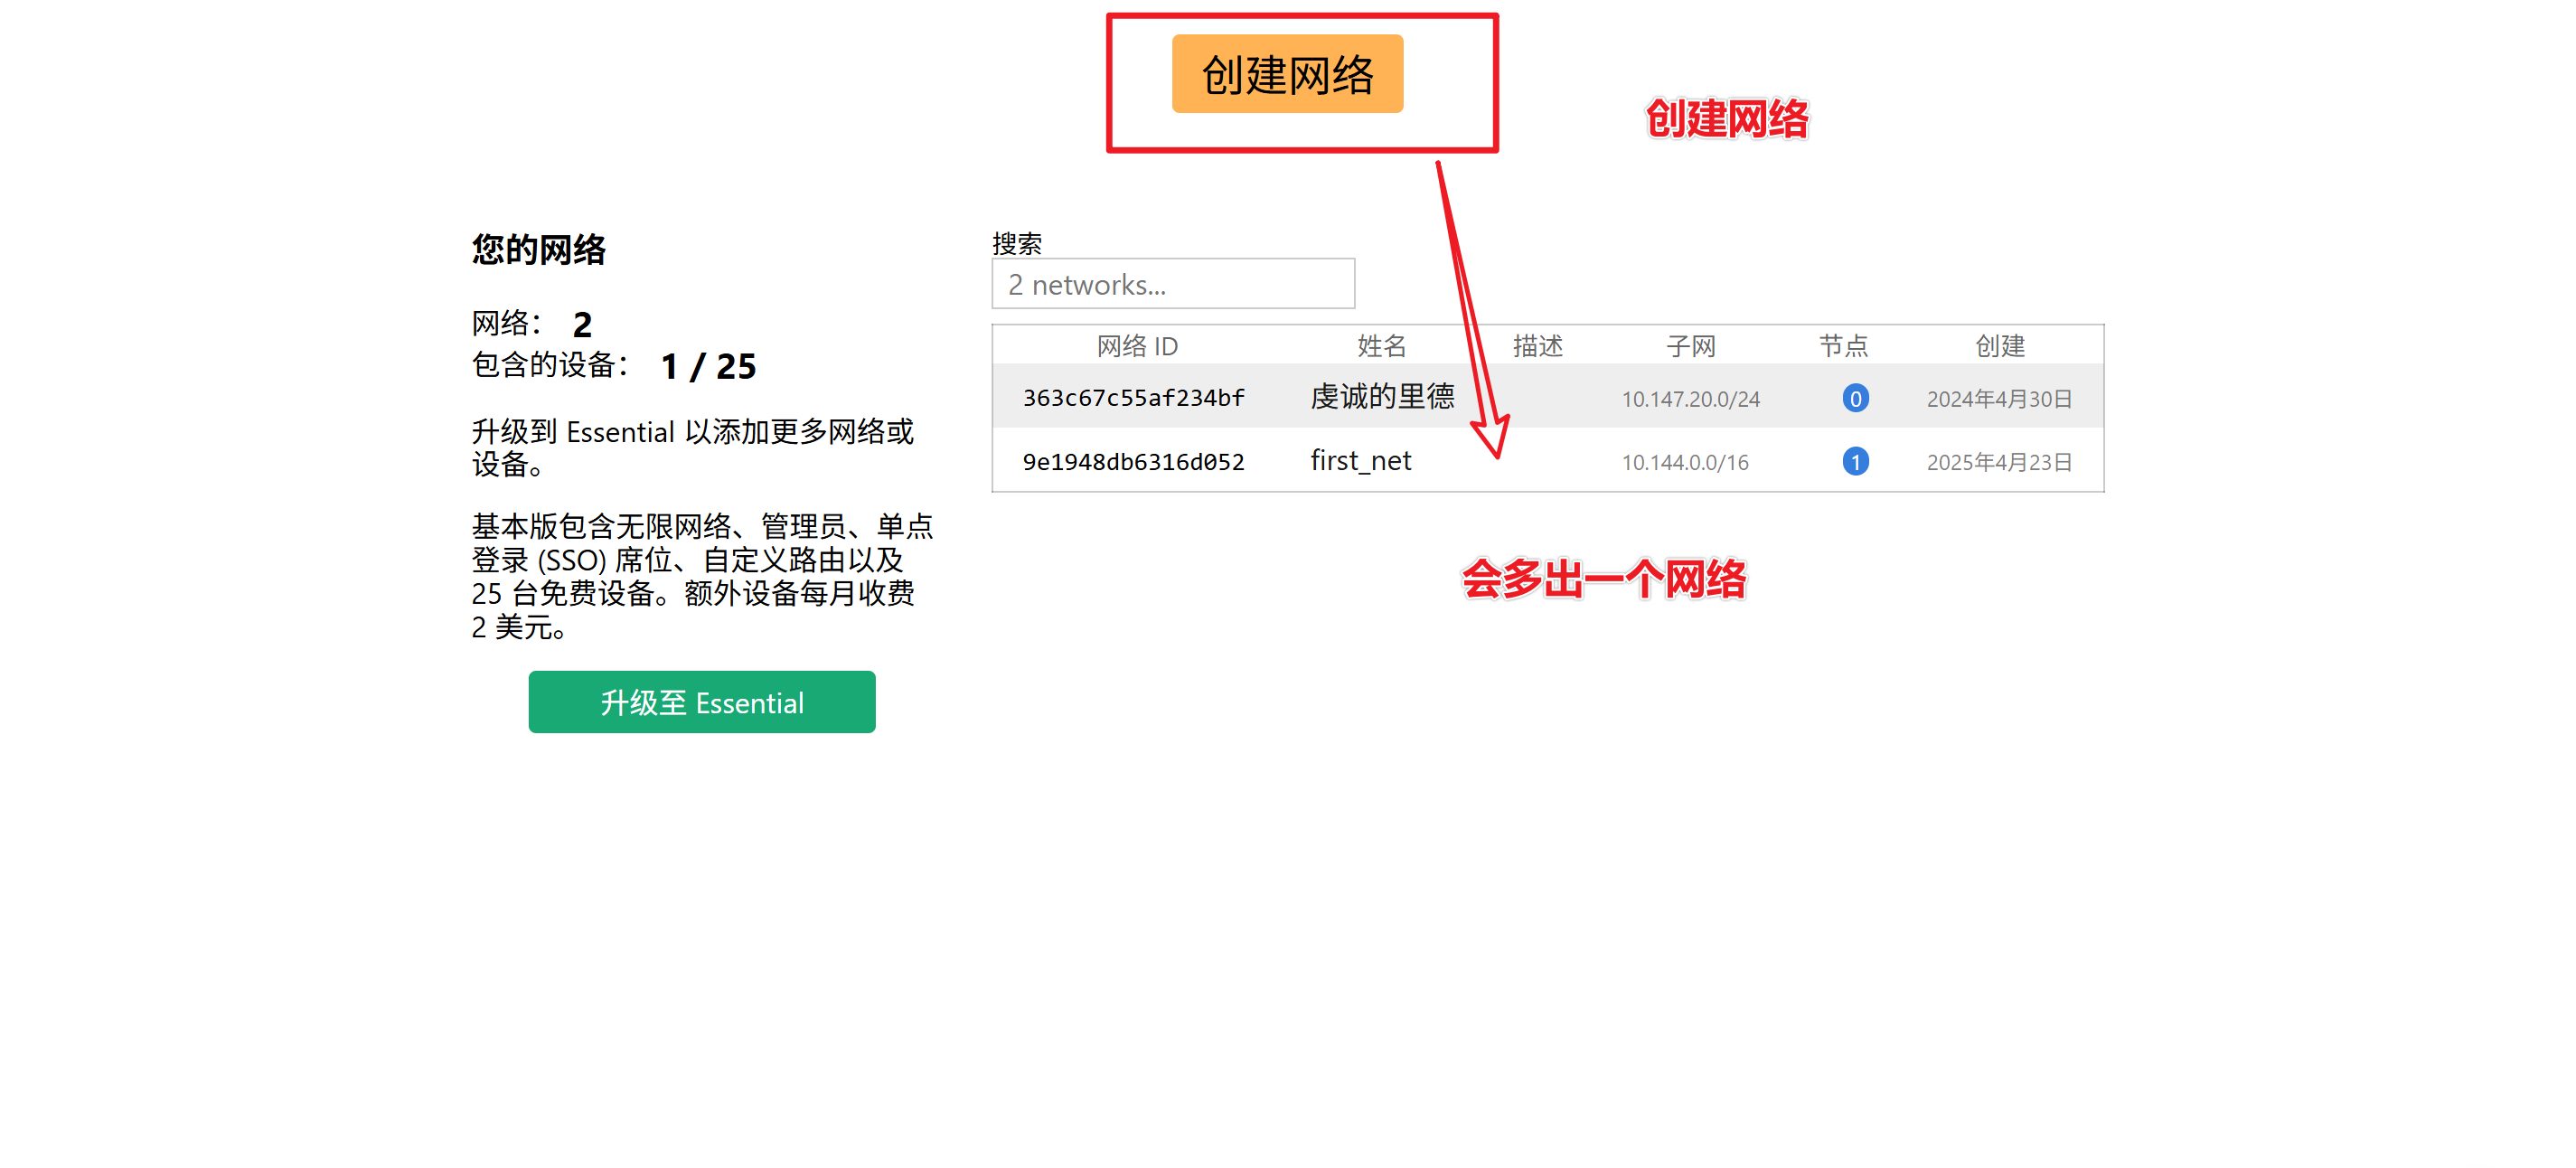 创建网络
创建网络
您的网络
网络： 2
包含的设备： 1 / 25
升级到 Essential 以添加更多网络或
设备。
基本版包含无限网络、管理员、单点
登录 (SSO) 席位、自定义路由以及
25 台免费设备。额外设备每月收费
2 美元。
升级至 Essential
搜索
2 networks...
网络 ID 姓名 描述 子网 节点 创建
363c67c55af234bf 虔诚的里德 10.147.20.0/24 0 2024年4月30日
9e1948db6316d052 first_net 10.144.0.0/16 1 2025年4月23日
会多出一个网络